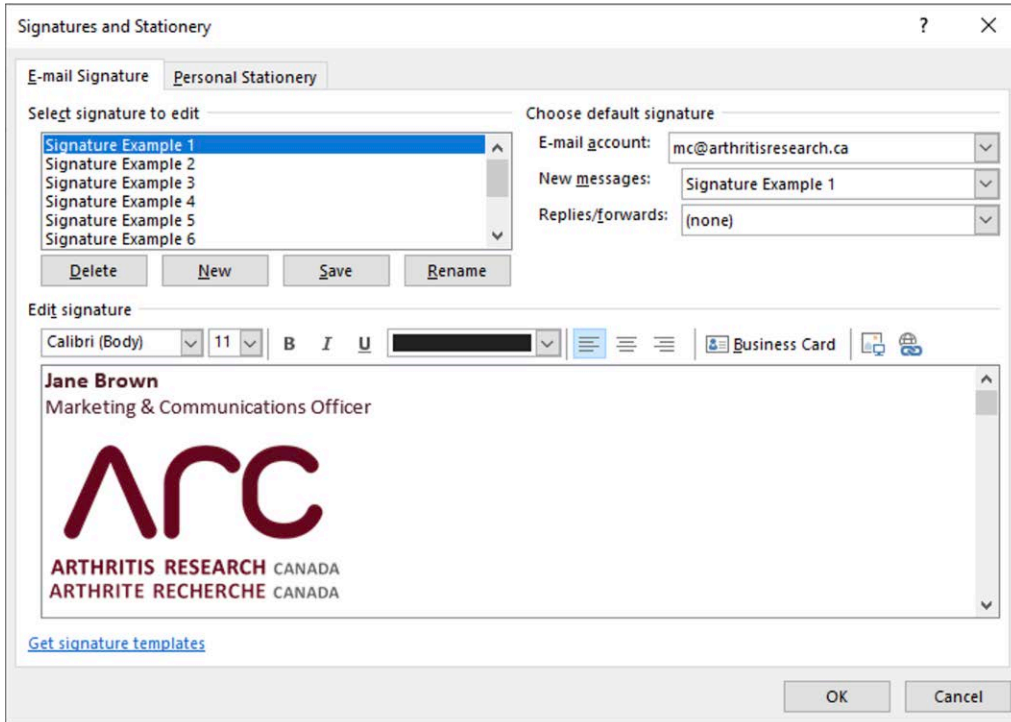 Signatures and Stationery
?
E-mail Signature
Personal Stationery
Select signature to edit
Signature Example 1
Signature Example 2
Signature Example 3
Signature Example 4
Signature Example 5
Signature Example 6
Delete
New
Save
Rename
Choose default signature
E-mail account:
mc@arthritisresearch.ca
New messages:
Signature Example 1
Replies/forwards:
(none)
Edit signature
Calibri (Body)
11
B
I
U
Business Card
Jane Brown
Marketing & Communications Officer
Arc
ARTHRITIS RESEARCH CANADA
ARTHRITE RECHERCHE CANADA
Get signature templates
OK
Cancel